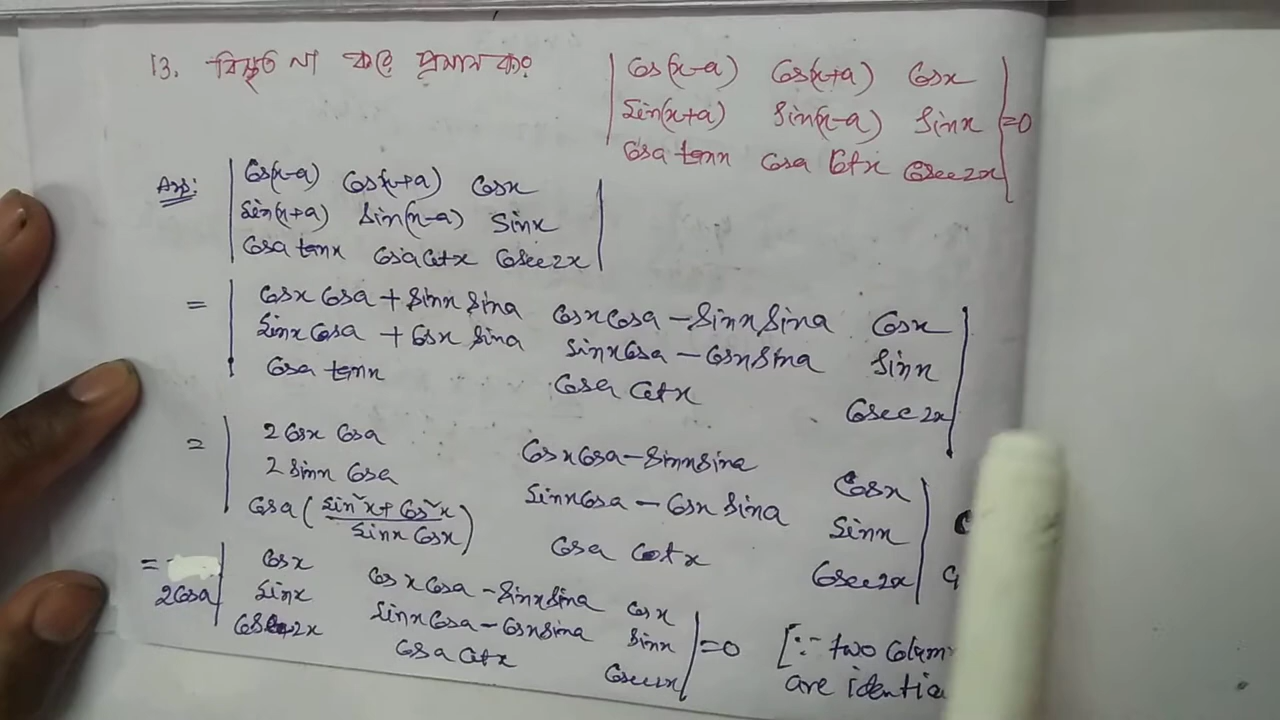 13. বিস্তৃতি না করে প্রমাণ কর | cos(x-a) cos(x+a) cosx |
| sin(x+a) sin(x-a) sinx | =0
| cosa tanx cosa cotx cosec2x |
Ans: | cos(x-a) cos(x+a) cosx |
| sin(x+a) sin(x-a) sinx |
| cosa tanx cosa cotx cosec2x |
= | cosx cosa + sinx sina cosx cosa - sinx sina cosx |
| sinx cosa + cosx sina sinx cosa - cosx sina sinx |
| cosa tanx cosa cotx cosec2x |
= | 2 cosx cosa cosx cosa - sinx sina cosx |
| 2 sinx cosa sinx cosa - cosx sina sinx |
| cosa (sin²x + cos²x / sinx cosx) cosa cotx cosec2x |
= | cosx cosx cosa - sinx sina cosx |
2cosa | sinx sinx cosa - cosx sina sinx | =0 [∵ two
| cosec2x cosa cotx cosec2x | are